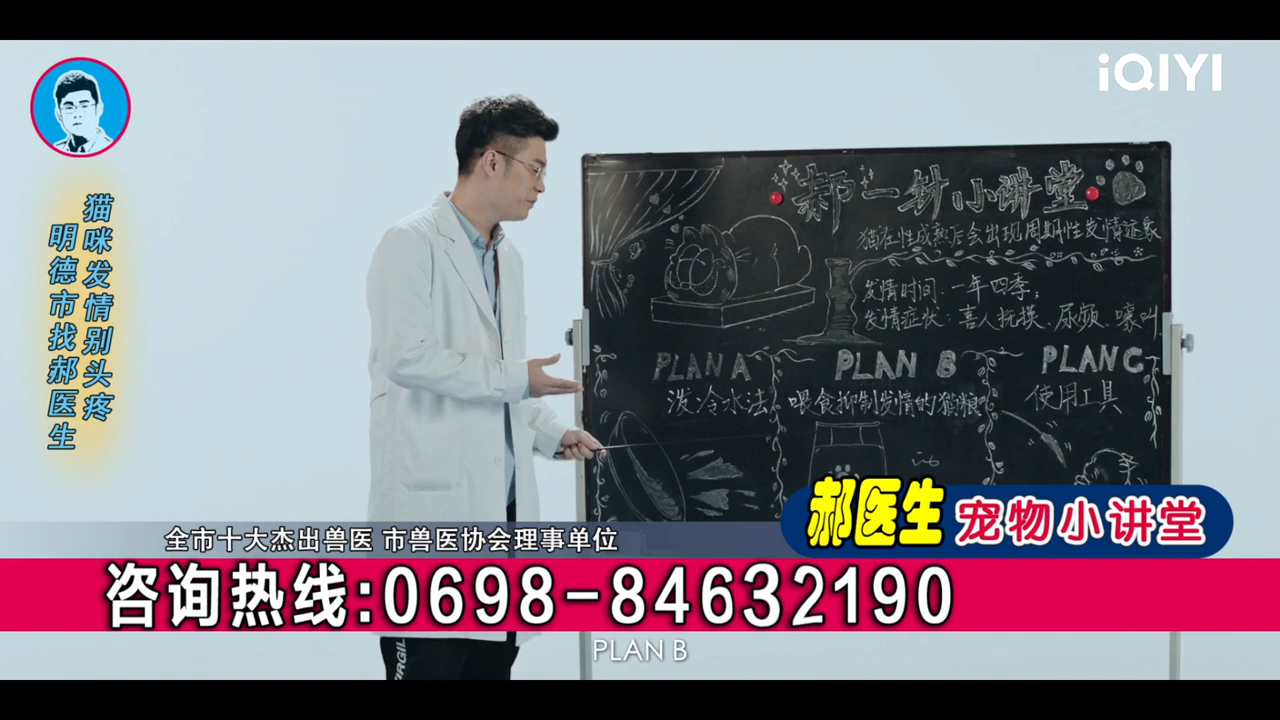 iQIYI
猫咪发情别头疼
明德市找郝医生
郝一针小讲堂
猫在性成熟后会出现周期性发情迹象
发情时间:一年四季;
发情症状:喜人抚摸、尿频、嚎叫
PLAN A
泼冷水法
PLAN B
喂食抑制发情的猫粮
PLAN C
使用工具
郝医生
宠物小讲堂
全市十大杰出兽医 市兽医协会理事单位
咨询热线:0698-84632190
PLAN B